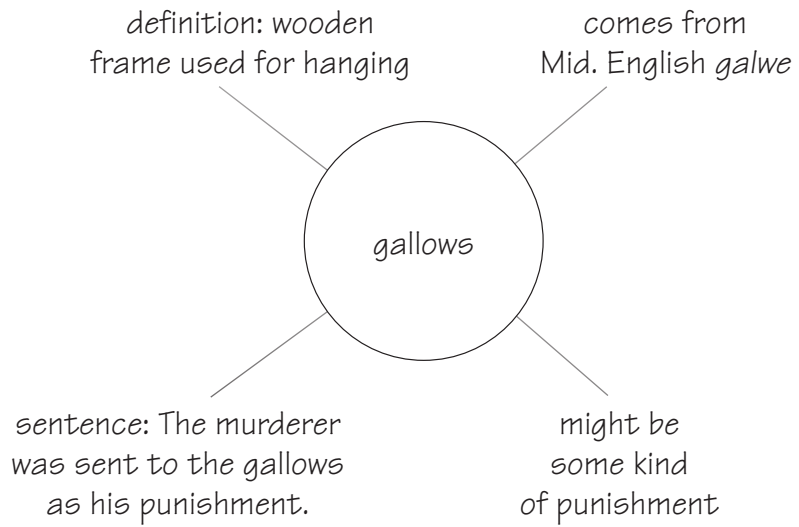 definition: wooden
frame used for hanging
comes from
Mid. English galwe
gallows
sentence: The murderer
was sent to the gallows
as his punishment.
might be
some kind
of punishment